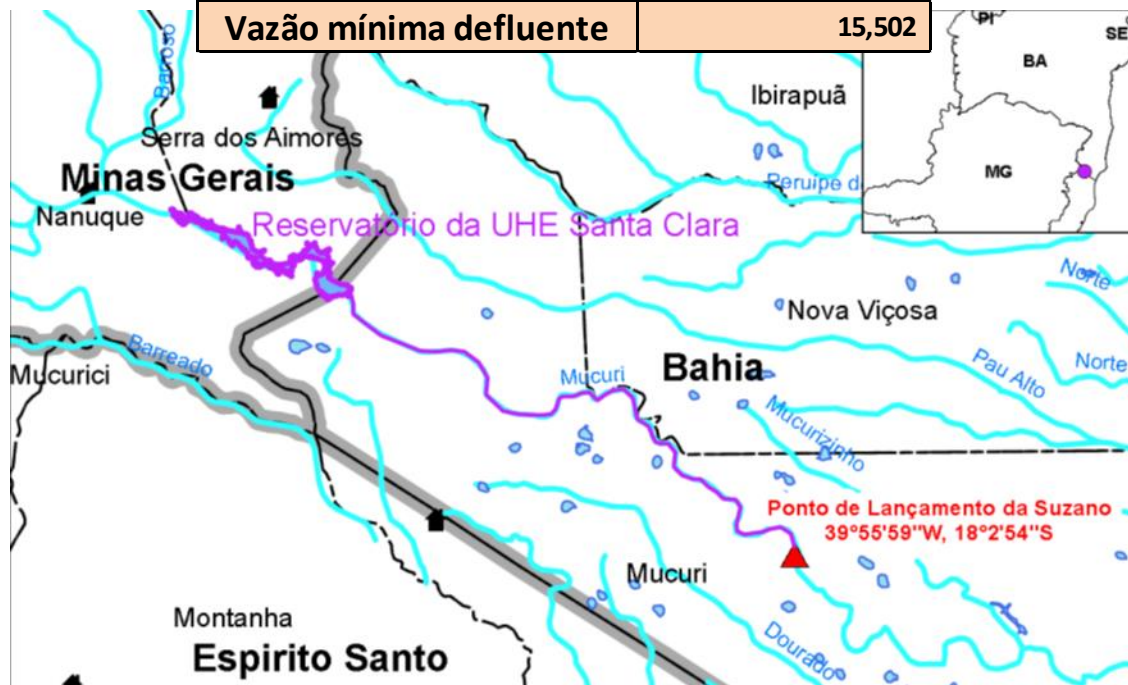 Vazão mínima defluente 15,502
PI
SE
BA
MG
Barroso
Ibirapuã
Serra dos Aimorés
Minas Gerais
Peruipe d
Nanuque
Reservatório da UHE Santa Clara
Norte
Nova Viçosa
Barreado
Mucurici
Bahia
Mucuri
Pau Alto
Norte
Mucurizinho
Ponto de Lançamento da Suzano
39°55'59"W, 18°2'54"S
Mucuri
Montanha
Dourado
Espirito Santo